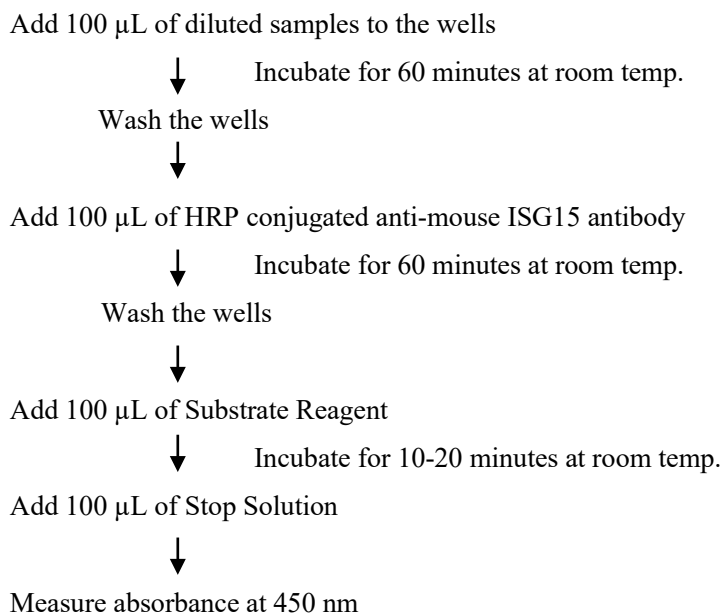 Add 100 µL of diluted samples to the wells
Incubate for 60 minutes at room temp.
Wash the wells
Add 100 µL of HRP conjugated anti-mouse ISG15 antibody
Incubate for 60 minutes at room temp.
Wash the wells
Add 100 µL of Substrate Reagent
Incubate for 10-20 minutes at room temp.
Add 100 µL of Stop Solution
Measure absorbance at 450 nm